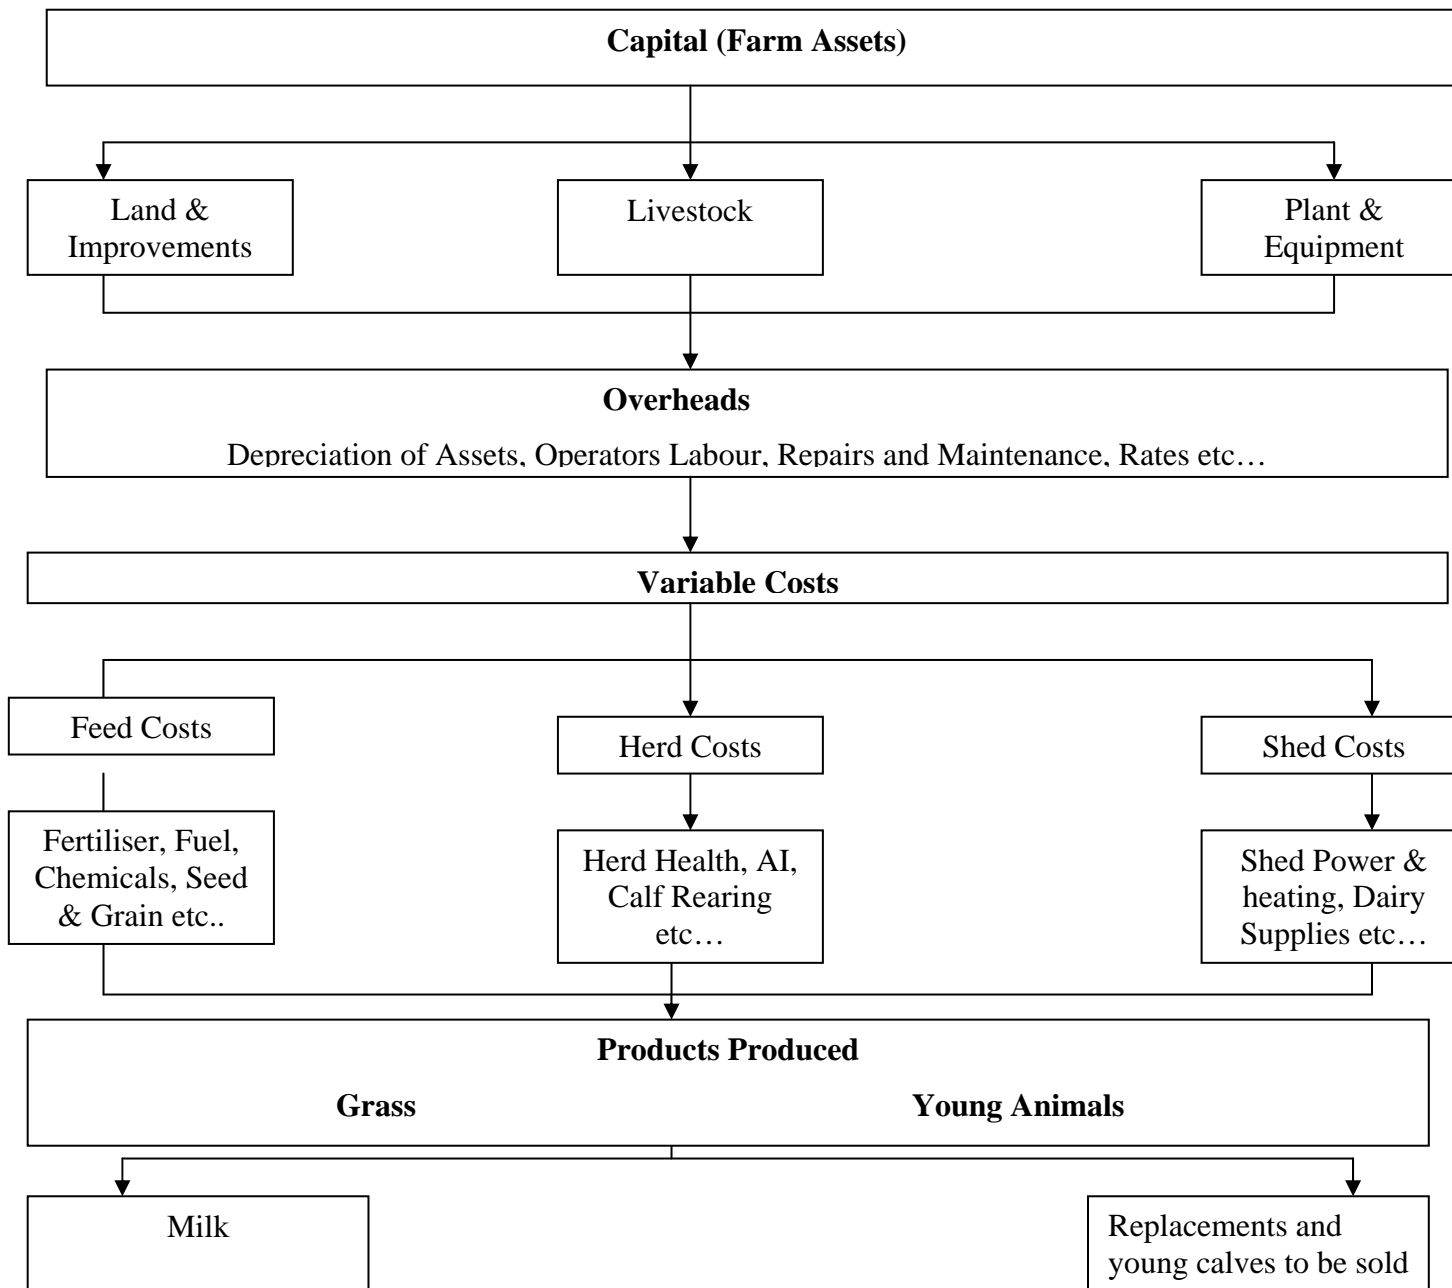 Capital (Farm Assets)
Land &
Improvements
Livestock
Plant &
Equipment
Overheads
Depreciation of Assets, Operators Labour, Repairs and Maintenance, Rates etc…
Variable Costs
Feed Costs
Herd Costs
Shed Costs
Fertiliser, Fuel,
Chemicals, Seed
& Grain etc..
Herd Health, AI,
Calf Rearing
etc…
Shed Power &
heating, Dairy
Supplies etc…
Products Produced
Grass
Young Animals
Milk
Replacements and
young calves to be sold